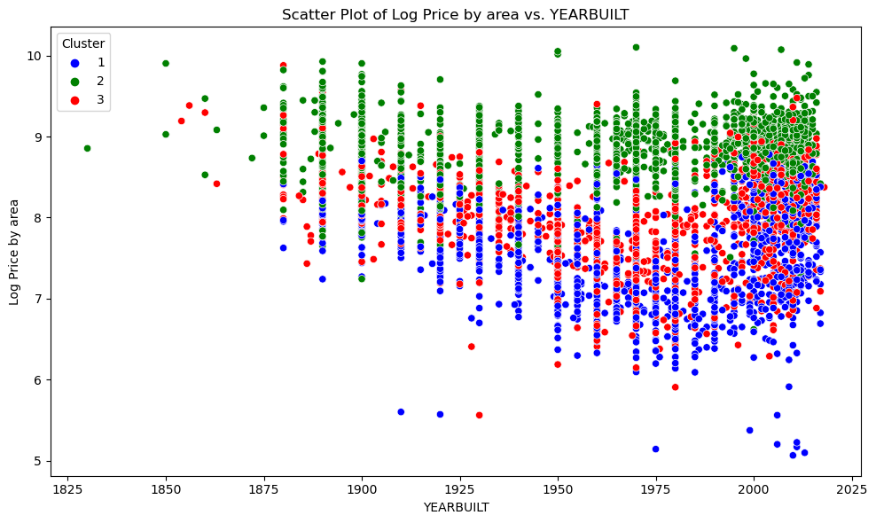 Scatter Plot of Log Price by area vs. YEARBUILT
Cluster
1
2
3
Log Price by area
10
9
8
7
6
5
1825 1850 1875 1900 1925 1950 1975 2000 2025
YEARBUILT